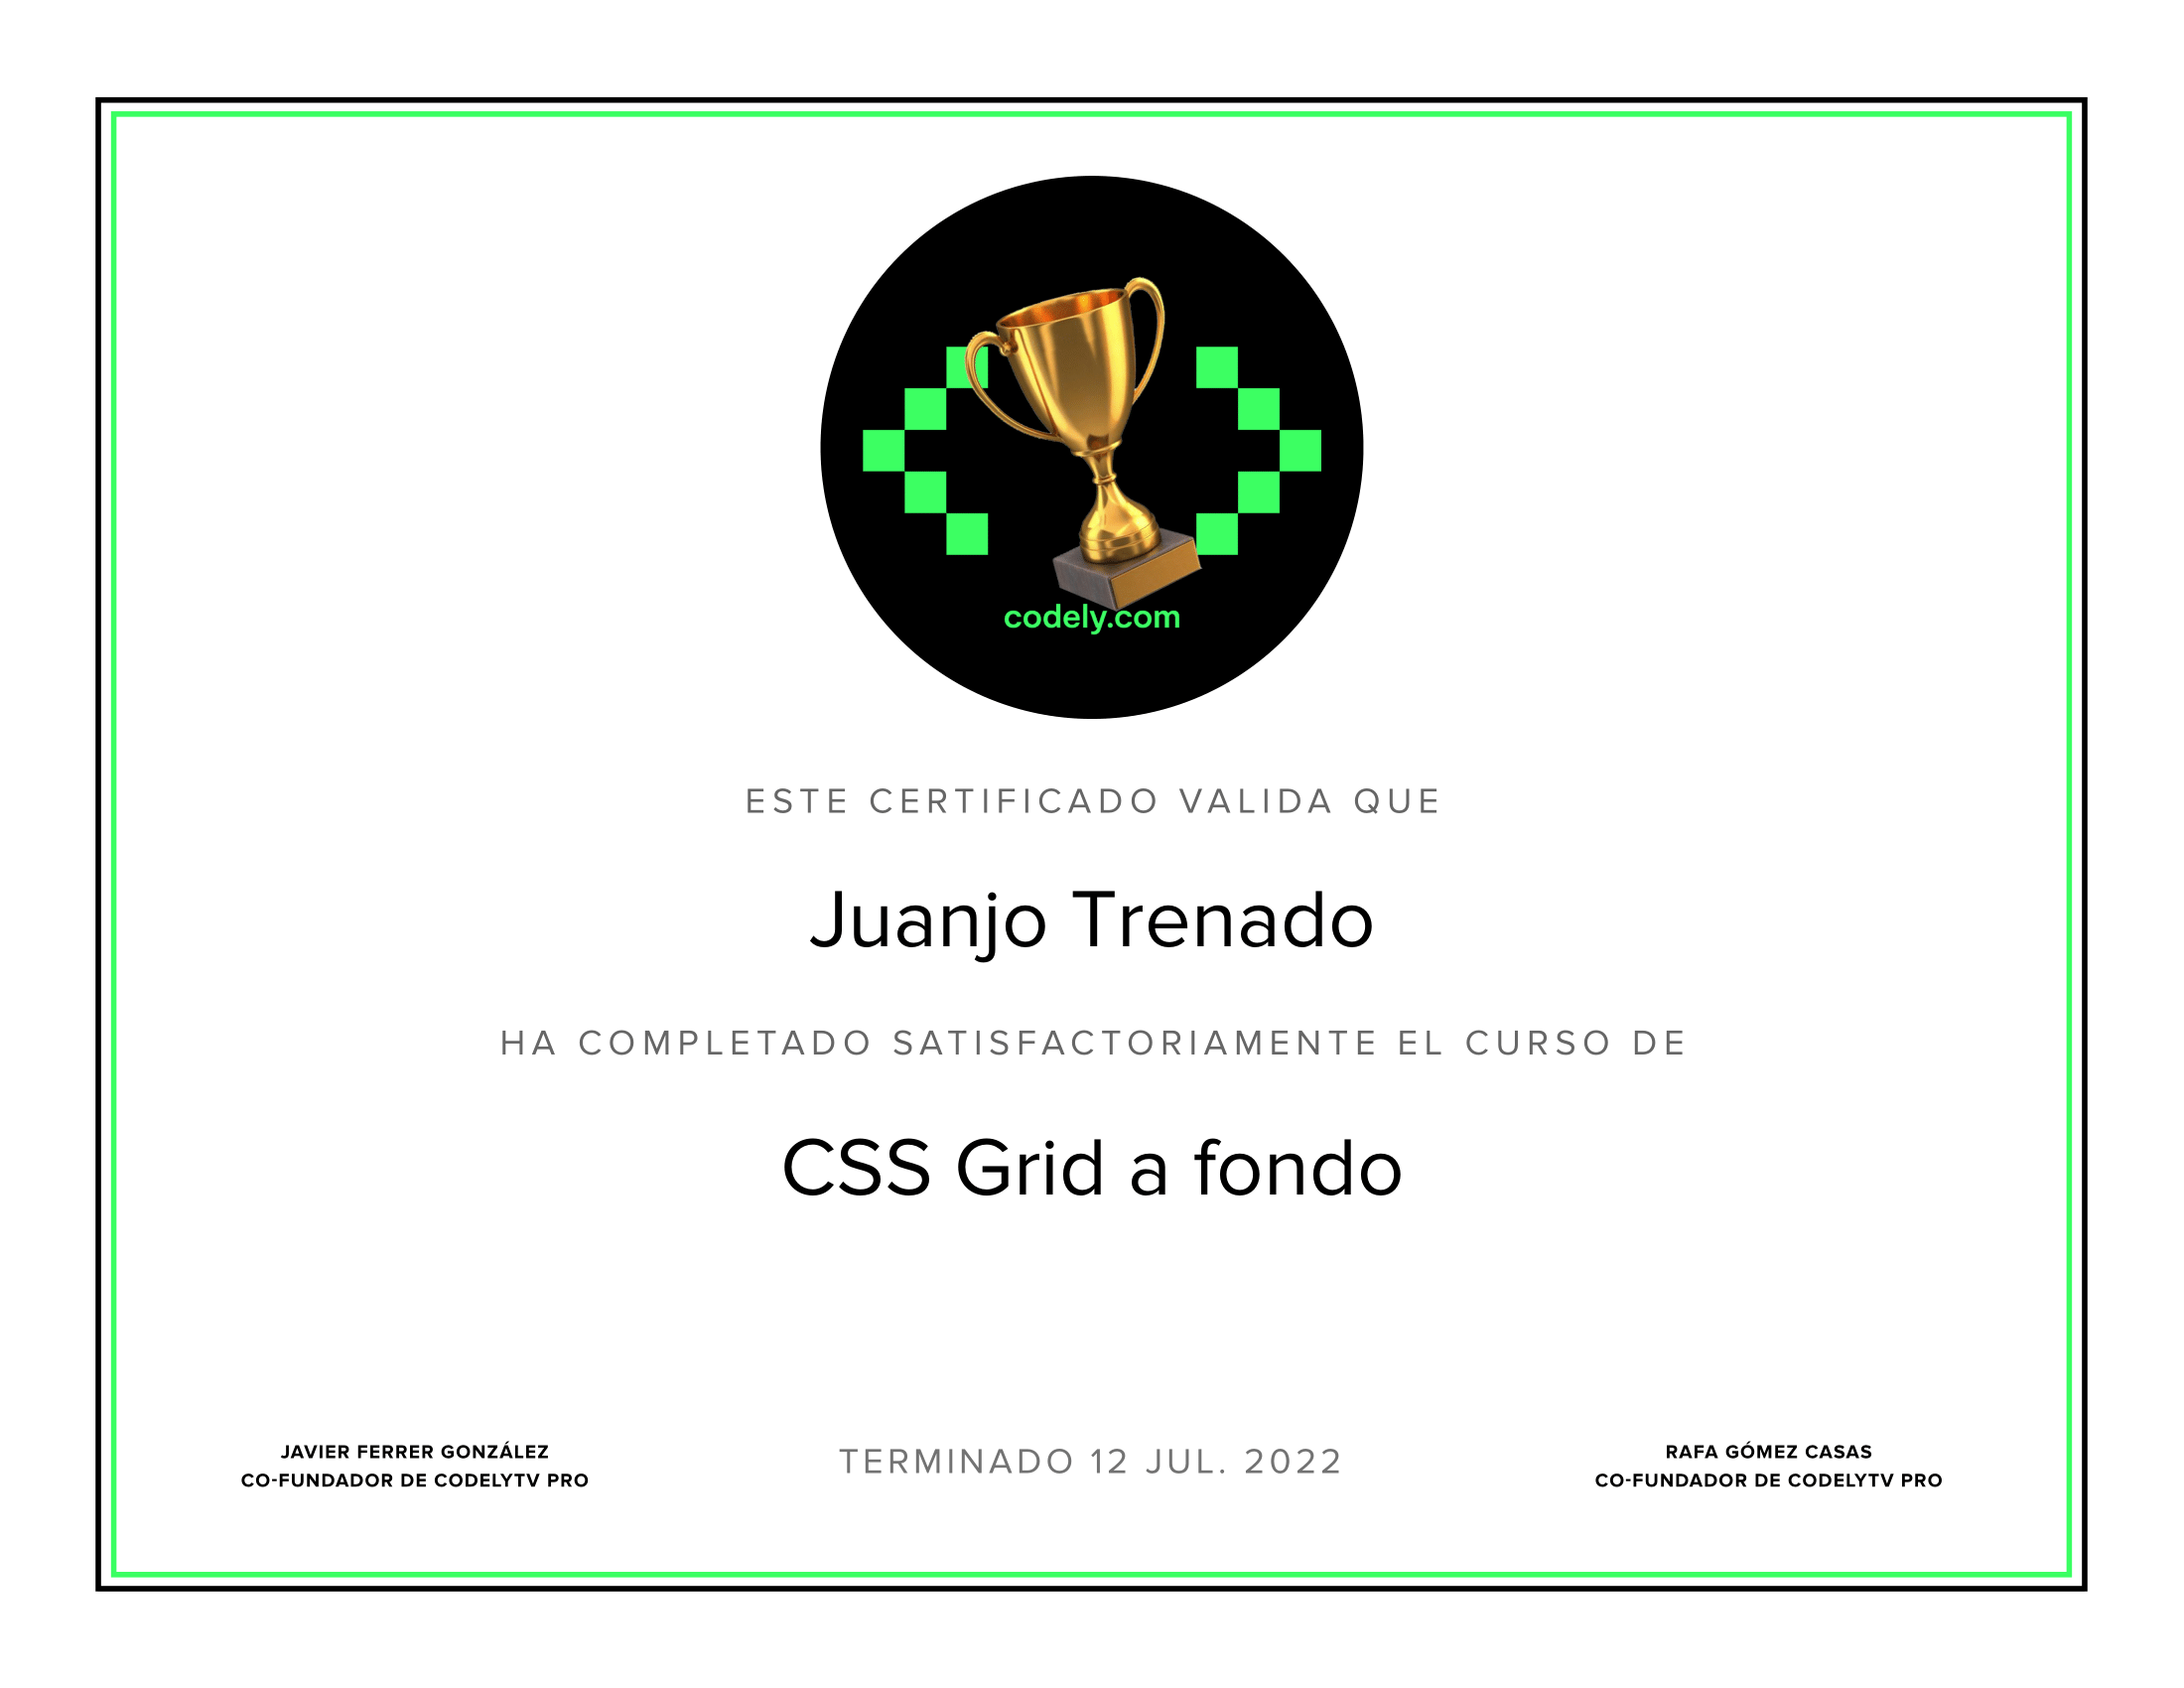 codely.com
ESTE CERTIFICADO VALIDA QUE
Juanjo Trenado
HA COMPLETADO SATISFACTORIAMENTE EL CURSO DE
CSS Grid a fondo
JAVIER FERRER GONZÁLEZ
CO-FUNDADOR DE CODELYTV PRO
TERMINADO 12 JUL. 2022
RAFA GÓMEZ CASAS
CO-FUNDADOR DE CODELYTV PRO